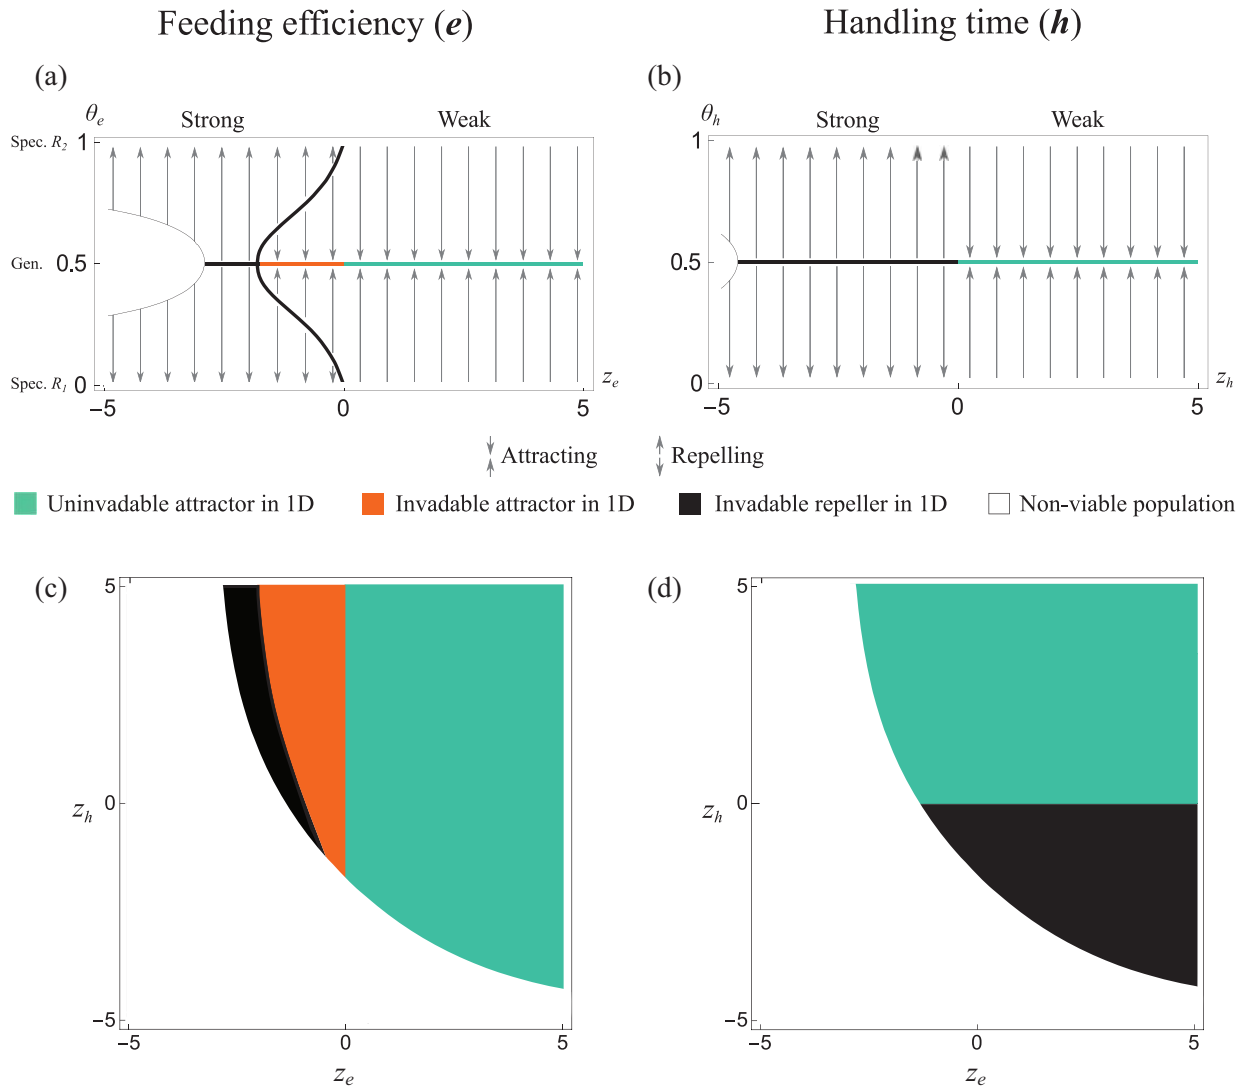 Feeding efficiency (e)
Handling time (h)
(a)
(b)
θe
Strong
Weak
θh
Strong
Weak
Spec. R2
1
1
Gen.
0.5
0.5
Spec. R1
0
ze
0
zh
−5
0
5
−5
0
5
Attracting
Repelling
Uninvadable attractor in 1D
Invadable attractor in 1D
Invadable repeller in 1D
Non-viable population
(c)
5
(d)
5
zh
0
zh
0
−5
−5
−5
0
5
−5
0
5
ze
ze